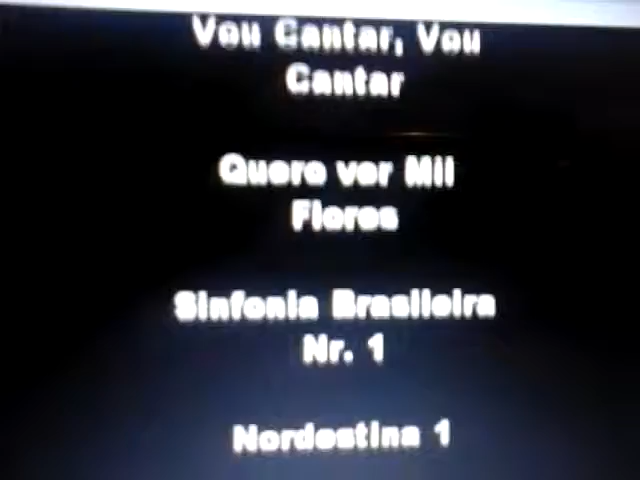 Vou Cantar, Vou
Cantar
Quero ver Mil
Flores
Sinfonia Brasileira
Nr. 1
Nordestina 1